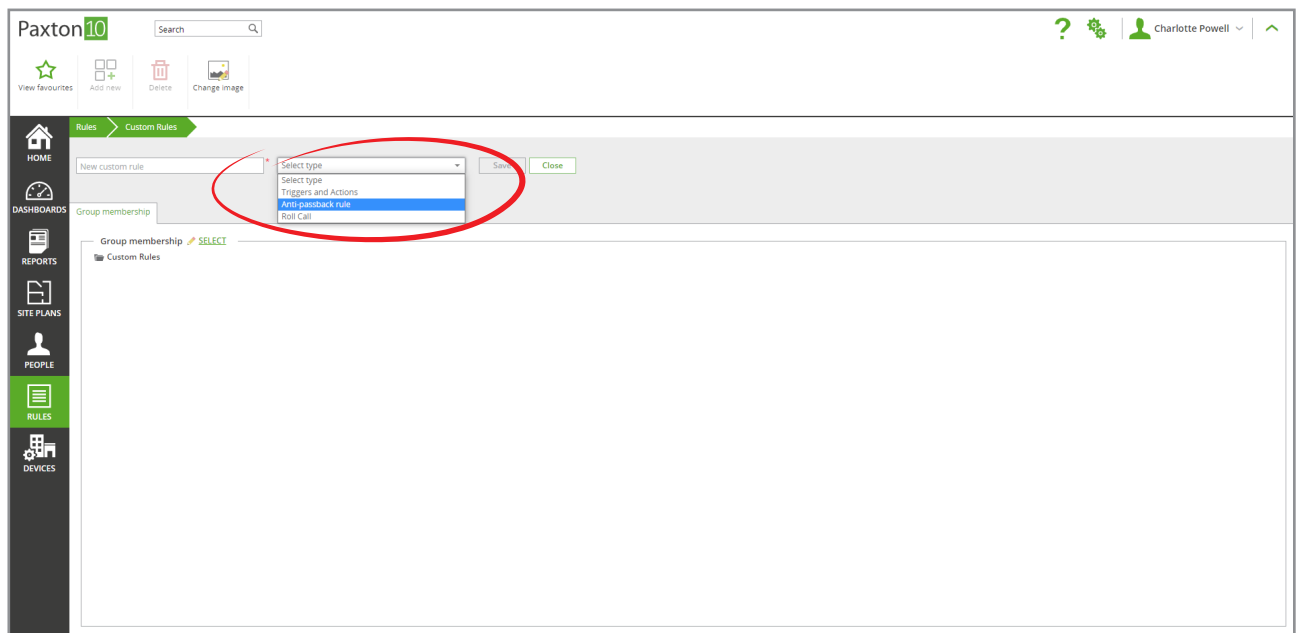 Paxton10
Search
? Charlotte Powell
View favourites Add new Delete Change image
Rules Custom Rules
HOME
New custom rule * Select type Save Close
Select type
Triggers and Actions
Anti-passback rule
Roll Call
DASHBOARDS
Group membership
Group membership SELECT
Custom Rules
REPORTS
SITE PLANS
PEOPLE
RULES
DEVICES